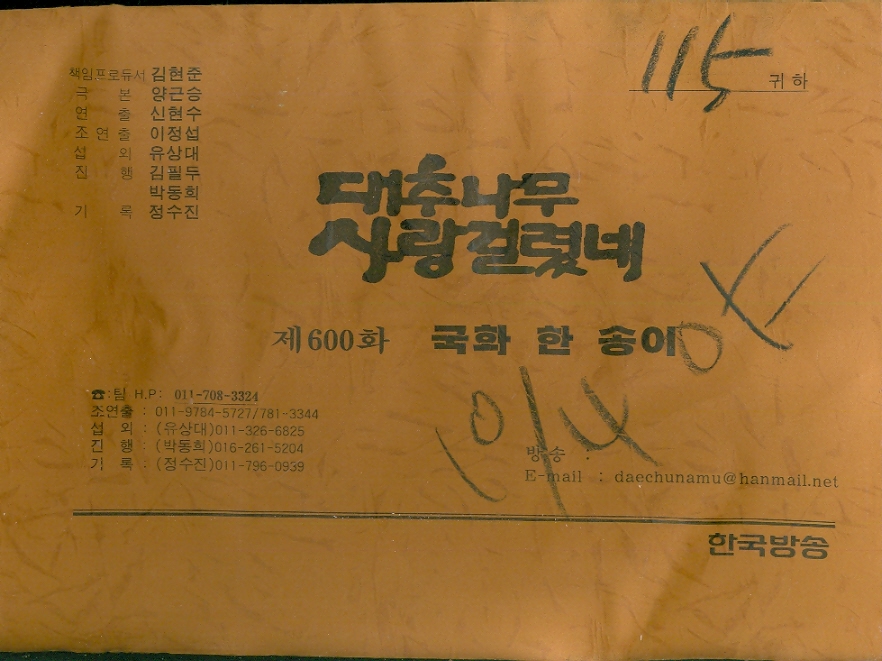 115 귀하
책임프로듀서 김현준
극 본 양근승
연 출 신현수
조 연 출 이정섭
섭 외 유상대
진 행 김필두
박동희
기 록 정수진
대추나무
사랑걸렸네
제600화 국화 한 송이
☎:팀 H.P: 011-708-3324
조연출 : 011-9784-5727/781-3344
섭 외 : (유상대)011-326-6825
진 행 : (박동희)016-261-5204
기 록 : (정수진)011-796-0939
10/4 OK
방송 :
E-mail : daechunamu@hanmail.net
한국방송